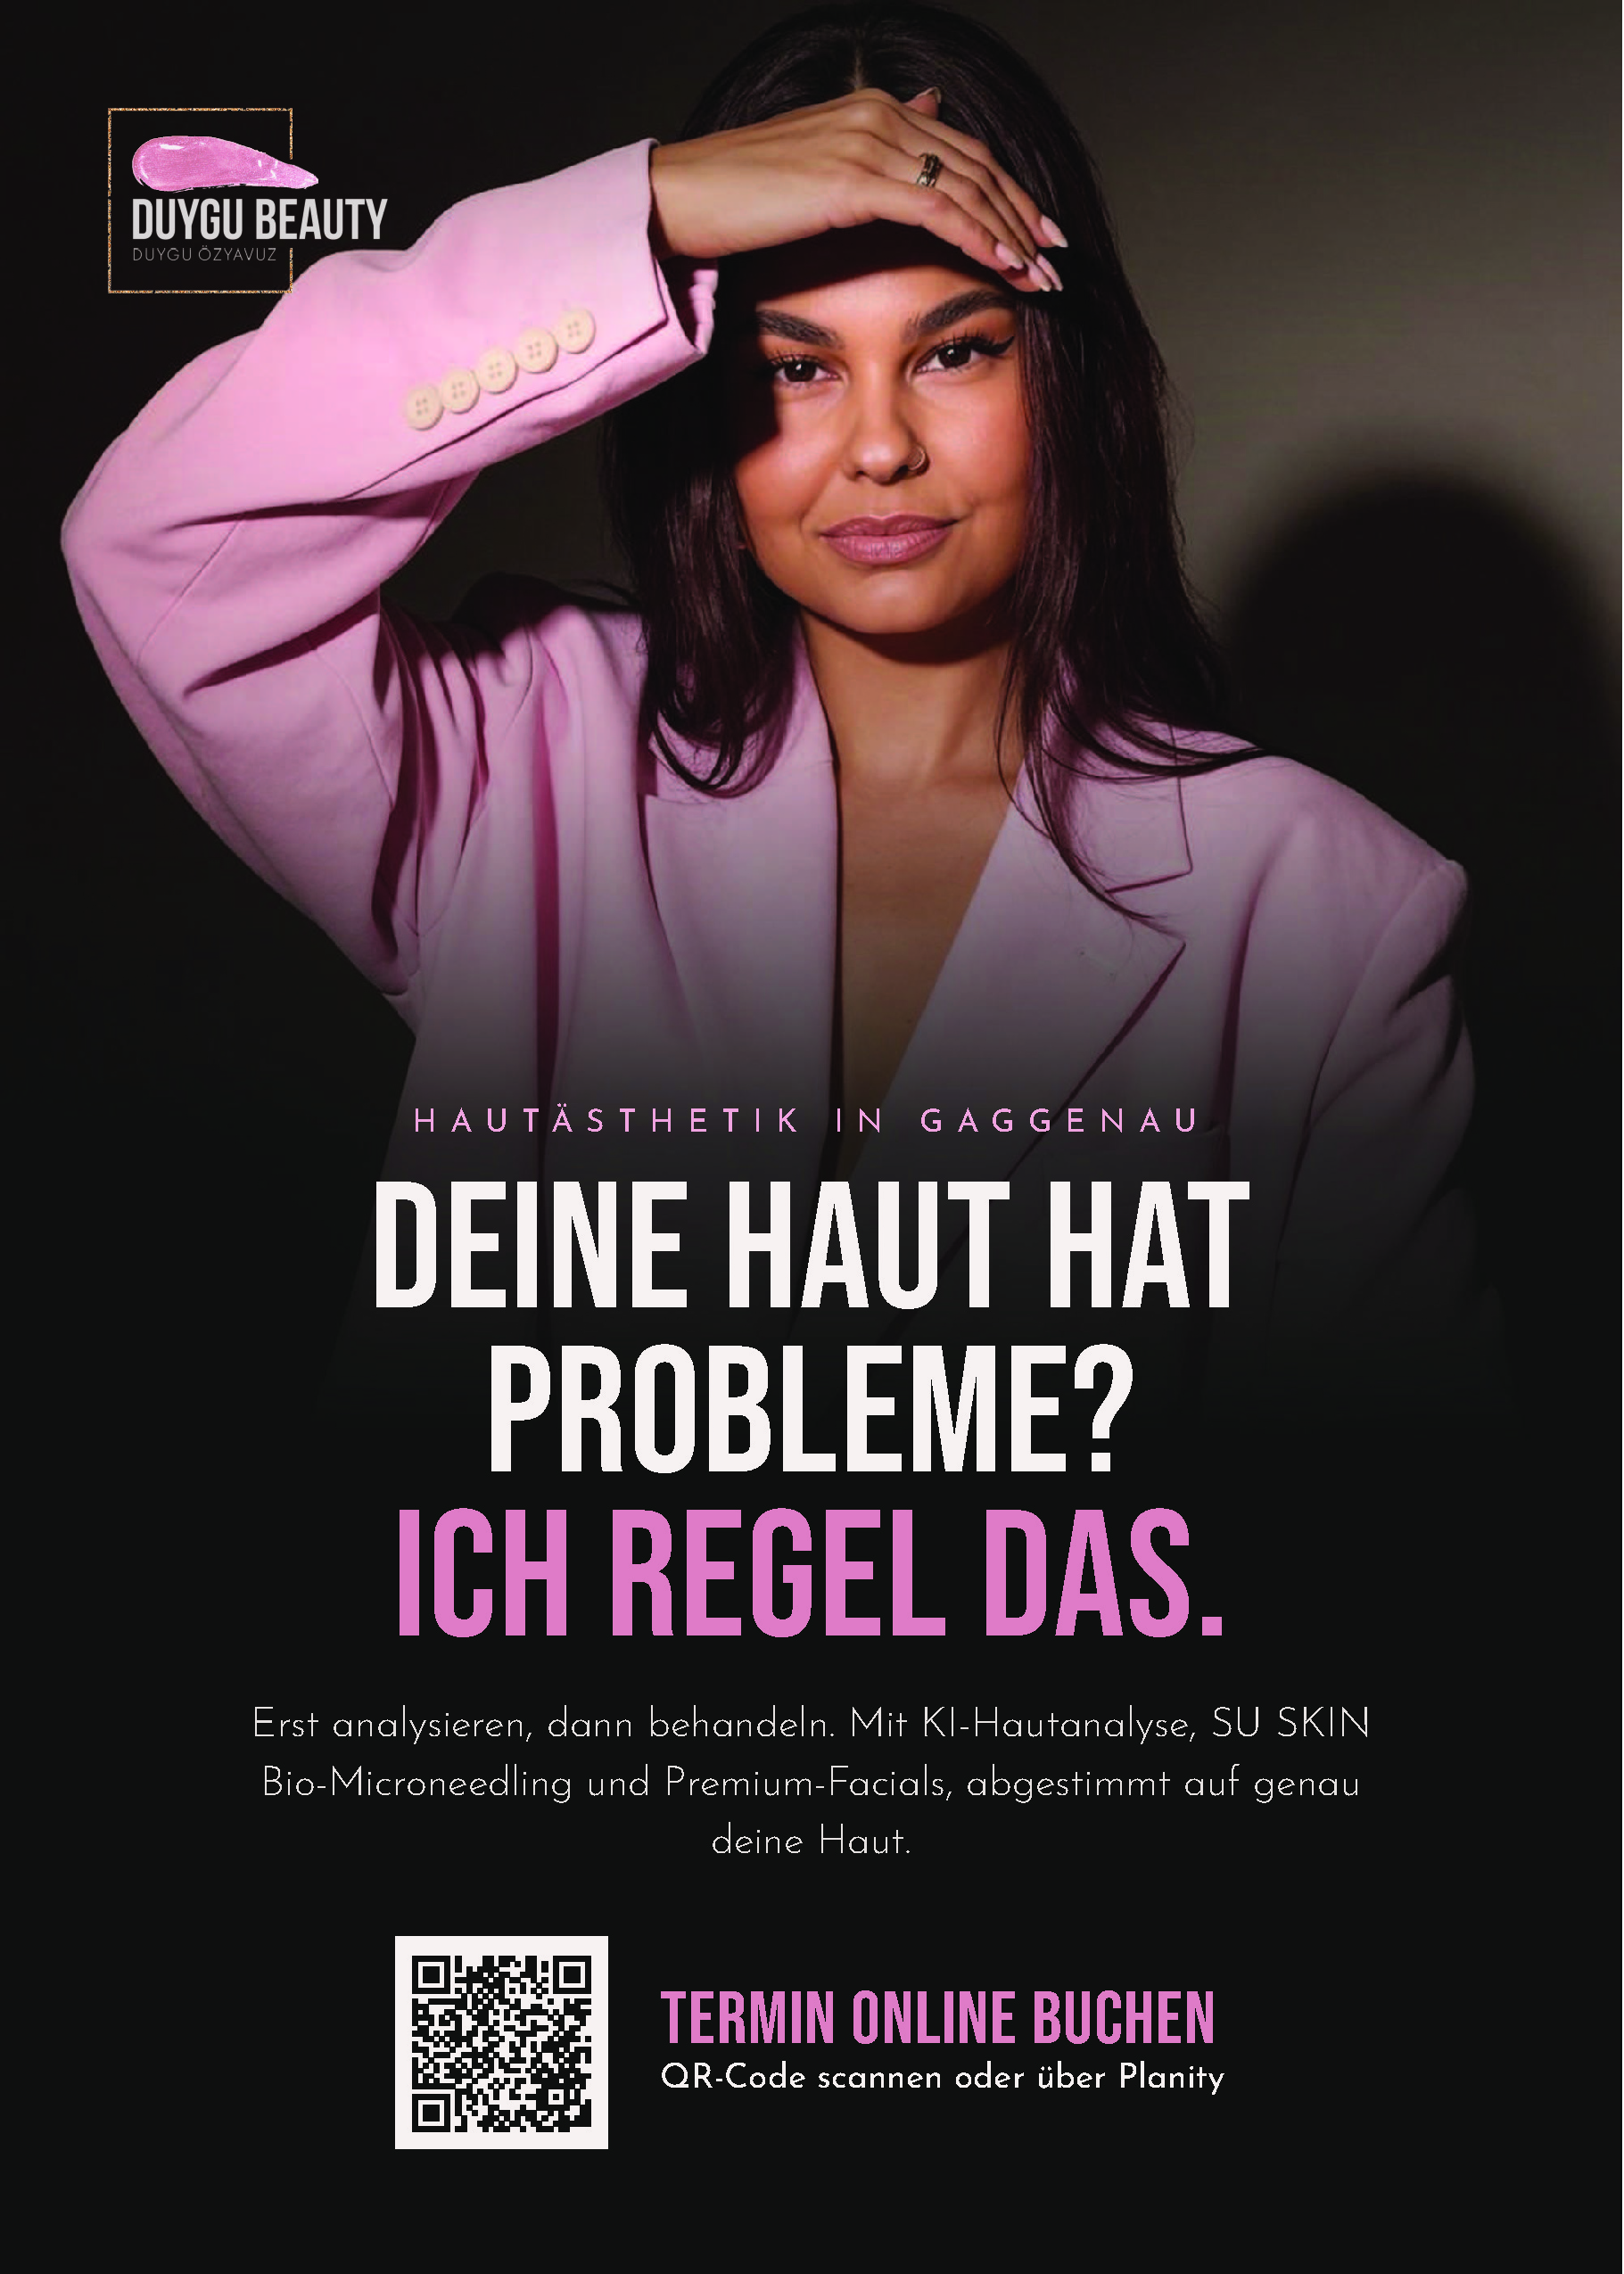 DUYGU BEAUTY
DUYGU ÖZYAVUZ
HAUTÄSTHETIK IN GAGGENAU
DEINE HAUT HAT
PROBLEME?
ICH REGEL DAS.
Erst analysieren, dann behandeln. Mit KI-Hautanalyse, SU SKIN
Bio-Microneedling und Premium-Facials, abgestimmt auf genau
deine Haut.
TERMIN ONLINE BUCHEN
QR-Code scannen oder über Planity